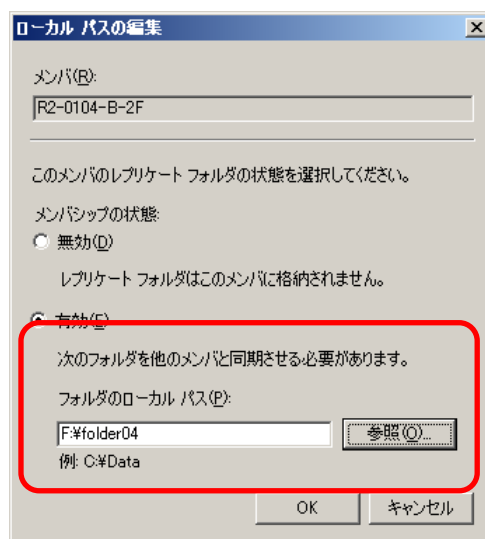 ローカル パスの編集
メンバ(R):
R2-0104-B-2F
このメンバのレプリケート フォルダの状態を選択してください。
メンバシップの状態:
無効(D)
レプリケート フォルダはこのメンバに格納されません。
有効(E)
次のフォルダを他のメンバと同期させる必要があります。
フォルダのローカル パス(P):
F:¥folder04
参照(O)...
例: C:¥Data
OK
キャンセル